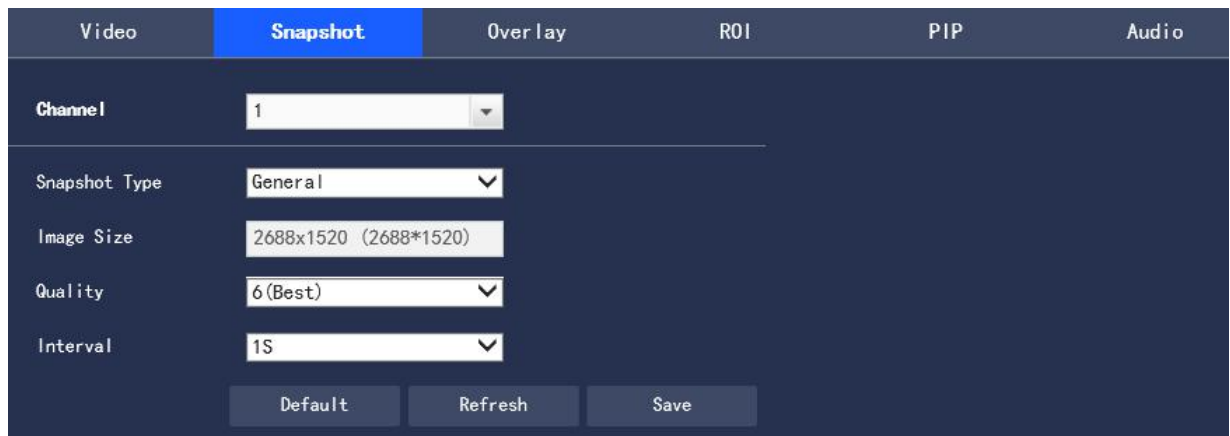 Video Snapshot Overlay ROI PIP Audio
Channel 1
Snapshot Type General
Image Size 2688x1520 (2688*1520)
Quality 6(Best)
Interval 1S
Default Refresh Save